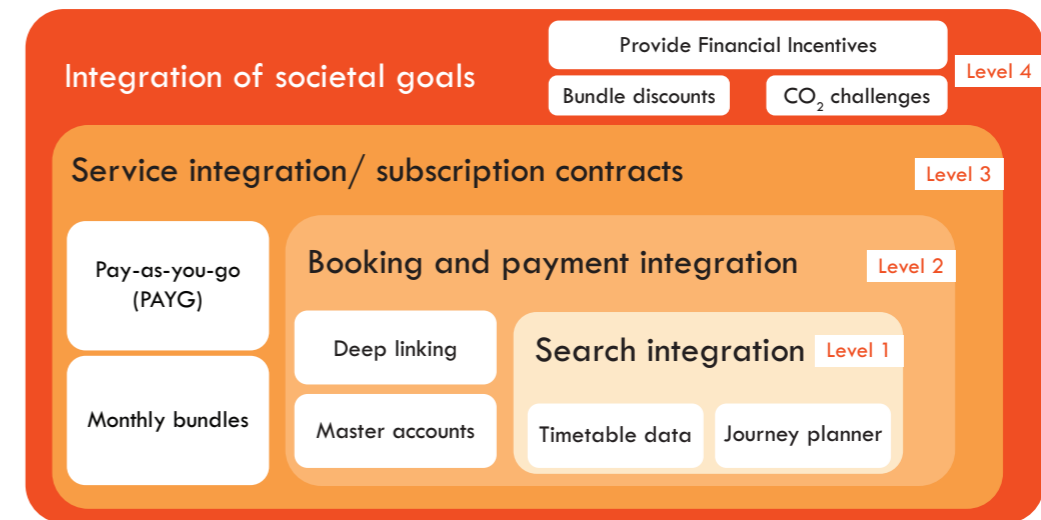 Provide Financial Incentives
Integration of societal goals
Level 4
Bundle discounts
CO₂ challenges
Service integration/ subscription contracts
Level 3
Pay-as-you-go
(PAYG)
Booking and payment integration
Level 2
Deep linking
Search integration
Level 1
Monthly bundles
Master accounts
Timetable data
Journey planner